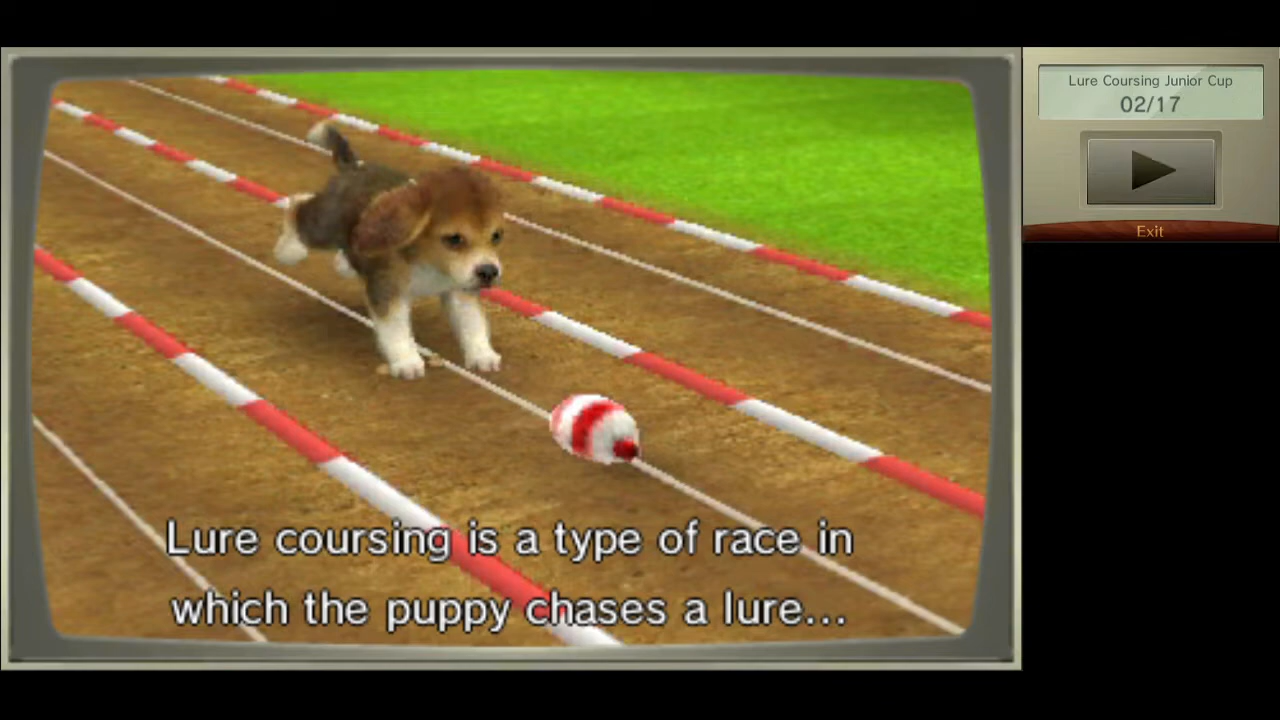 Lure Coursing Junior Cup
02/17
Exit
Lure coursing is a type of race in
which the puppy chases a lure...